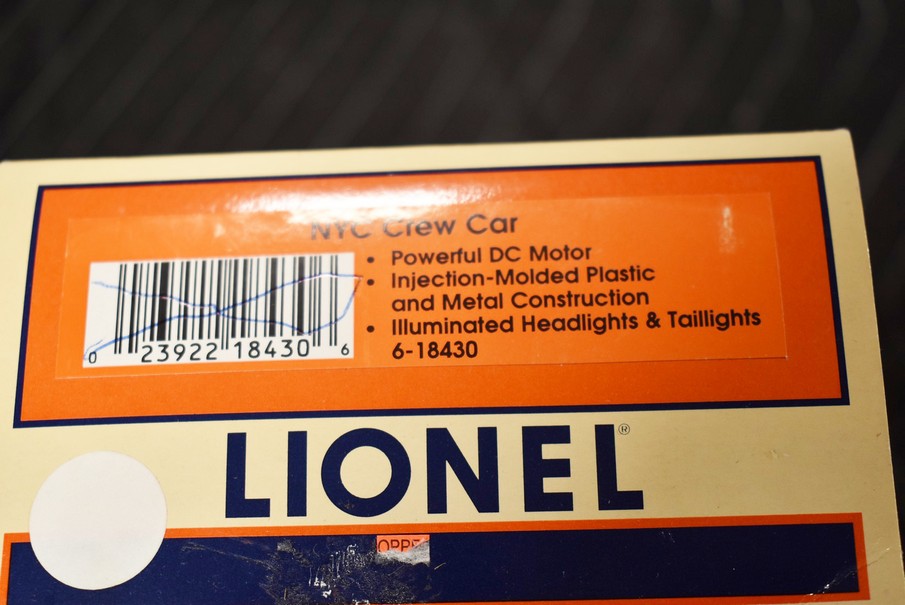 NYC Crew Car
• Powerful DC Motor
• Injection-Molded Plastic
and Metal Construction
• Illuminated Headlights & Taillights
6-18430
0 23922 18430 6
LIONEL®